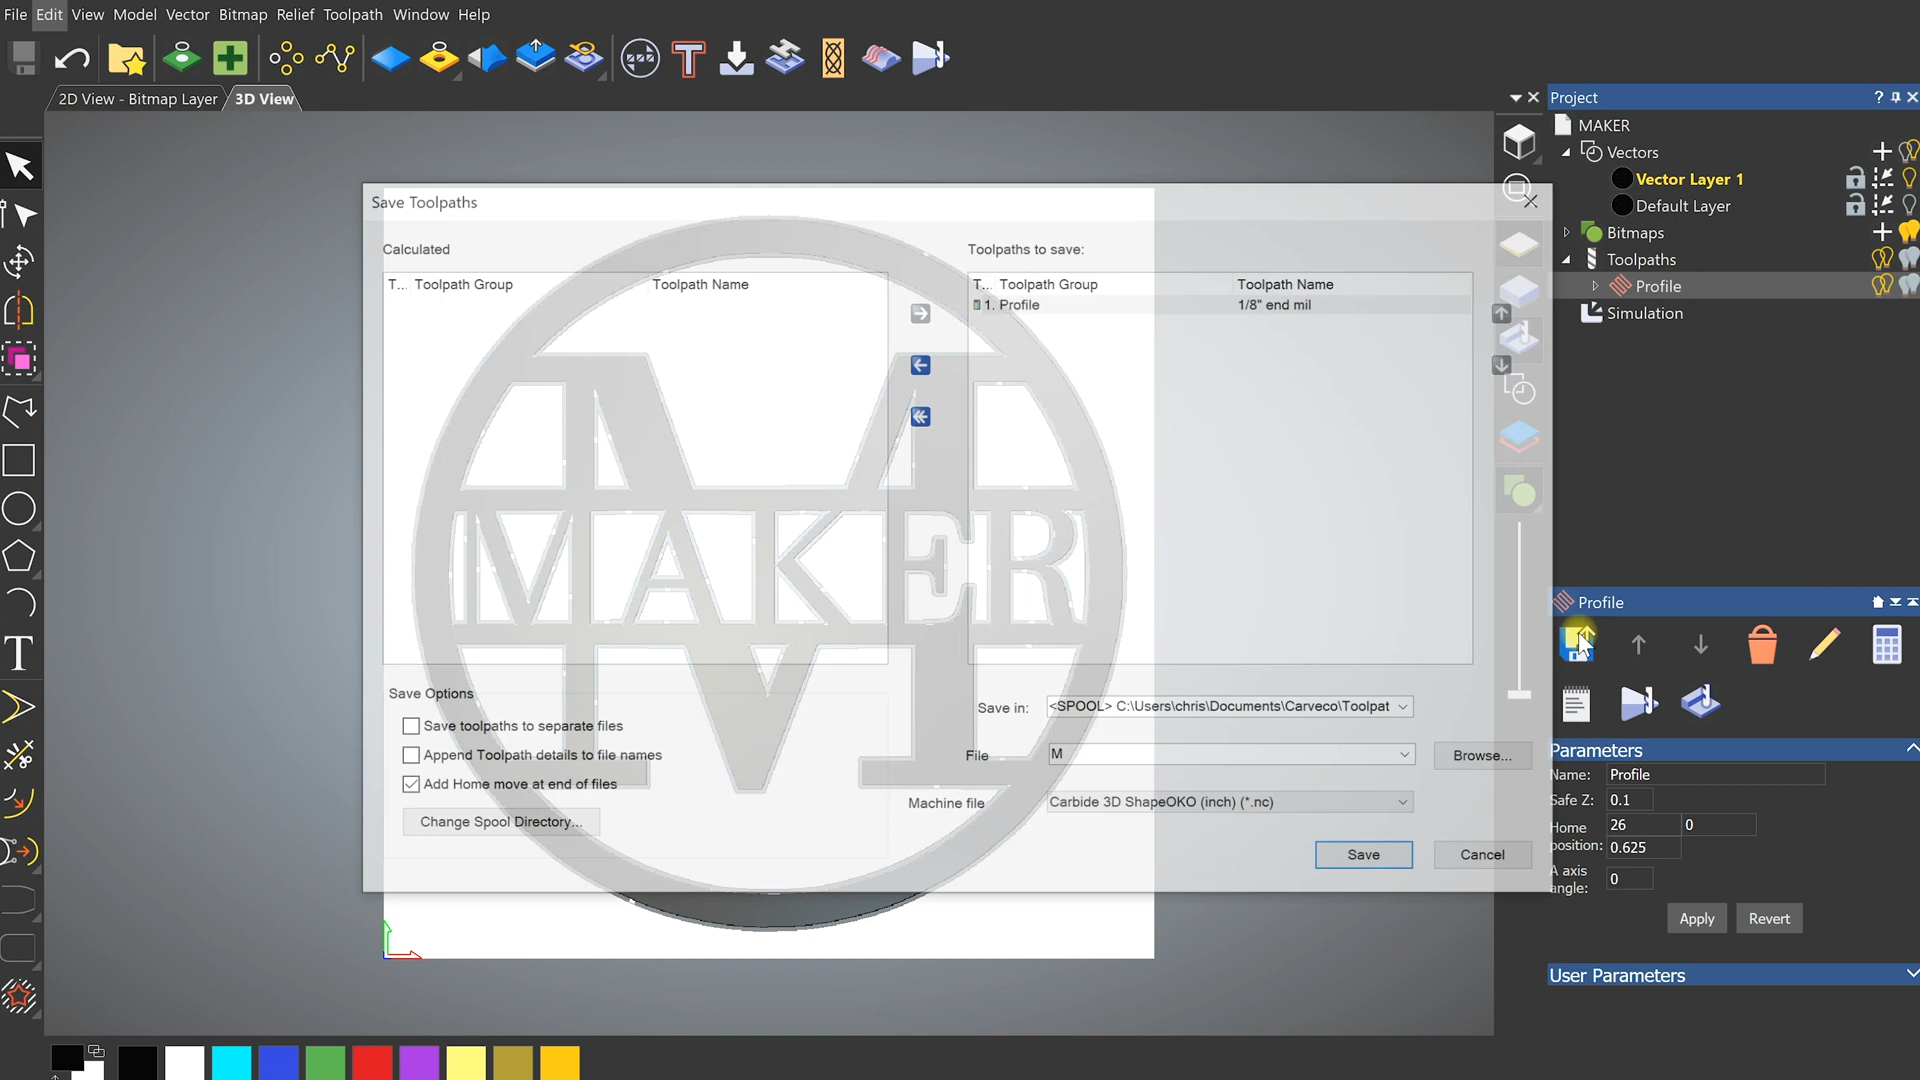 File Edit View Model Vector Bitmap Relief Toolpath Window Help
2D View - Bitmap Layer
3D View
Project
MAKER
Vectors
Vector Layer 1
Default Layer
Bitmaps
Toolpaths
Profile
Simulation
Save Toolpaths
Calculated
T... Toolpath Group Toolpath Name
Toolpaths to save:
T... Toolpath Group Toolpath Name
1. Profile 1/8" end mil
M
MAKER
Save Options
Save toolpaths to separate files
Append Toolpath details to file names
Add Home move at end of files
Change Spool Directory...
Save in: <SPOOL> C:\Users\chris\Documents\Carveco\Toolpat
File M Browse...
Machine file Carbide 3D ShapeOKO (inch) (*.nc)
Save Cancel
Profile
Parameters
Name: Profile
Safe Z: 0.1
Home position: 26 0
0.625
A axis angle: 0
Apply Revert
User Parameters